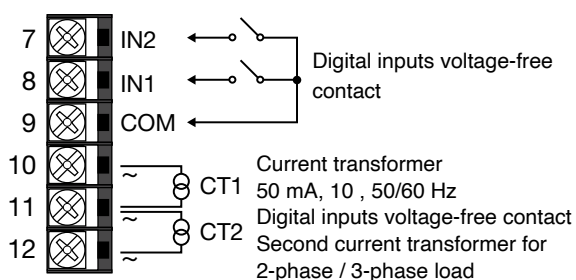 7 IN2
Digital inputs voltage-free
8 IN1
contact
9 COM
10
~
CT1
Current transformer
50 mA, 10 , 50/60 Hz
11
~
CT2
Digital inputs voltage-free contact
12
~
Second current transformer for
2-phase / 3-phase load